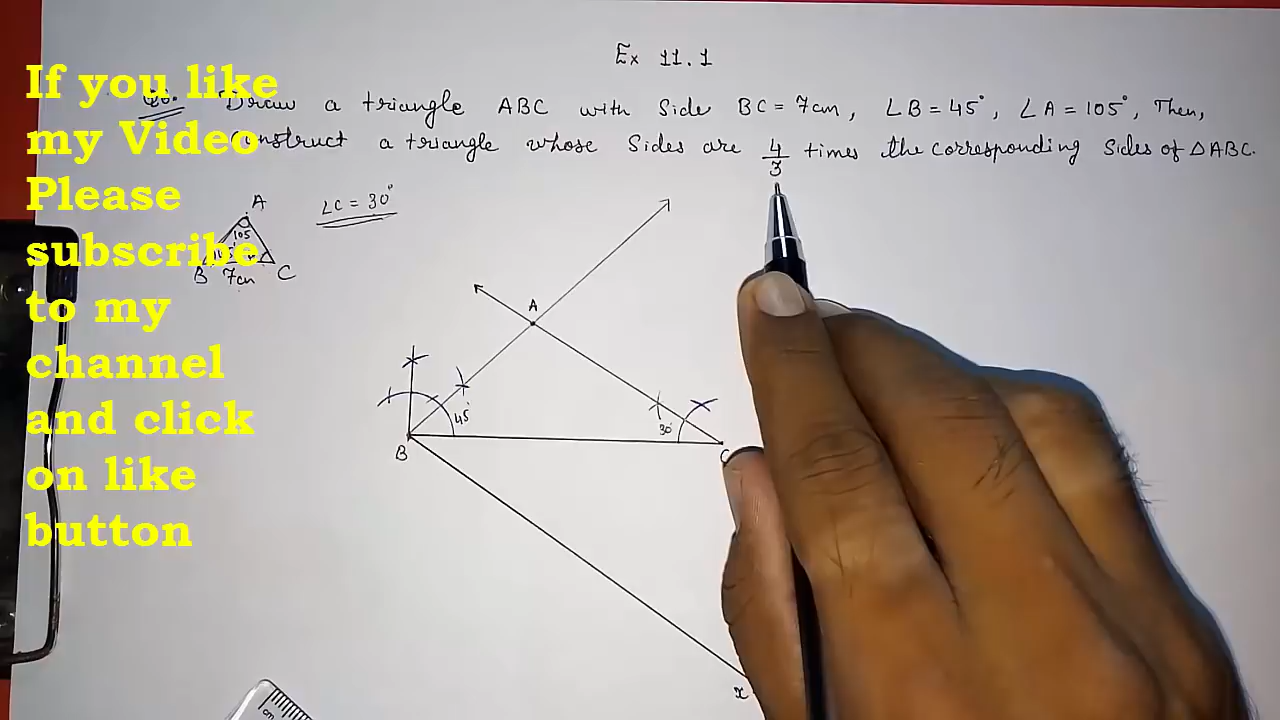 Ex 11.1
Draw a triangle ABC with Side BC = 7cm, ∠B = 45°, ∠A = 105°, Then,
Construct a triangle whose Sides are 4/3 times the corresponding Sides of △ABC.
If you like
my Video
Please
subscribe
to my
channel
and click
on like
button
A
∠C = 30°
105
B 7cm C
A
45°
30°
B
C
x
cm